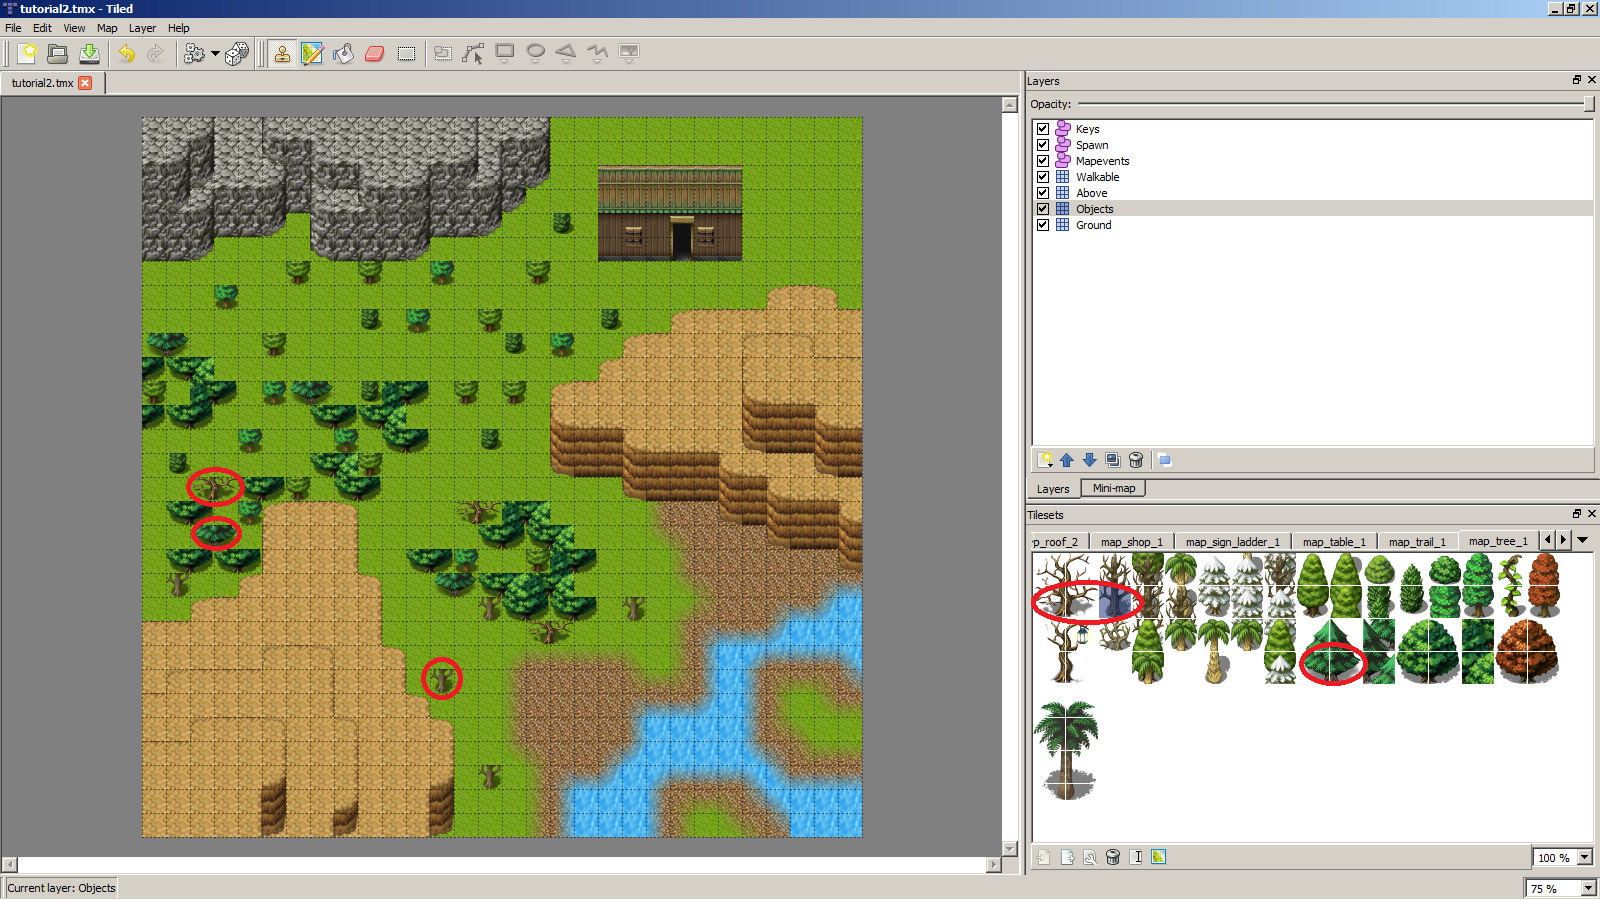 tutorial2.tmx - Tiled
File Edit View Map Layer Help
tutorial2.tmx
Layers
Opacity:
Keys
Spawn
Mapevents
Walkable
Above
Objects
Ground
Layers Mini-map
Tilesets
p_roof_2 map_shop_1 map_sign_ladder_1 map_table_1 map_trail_1 map_tree_1
100 %
Current layer: Objects
75 %